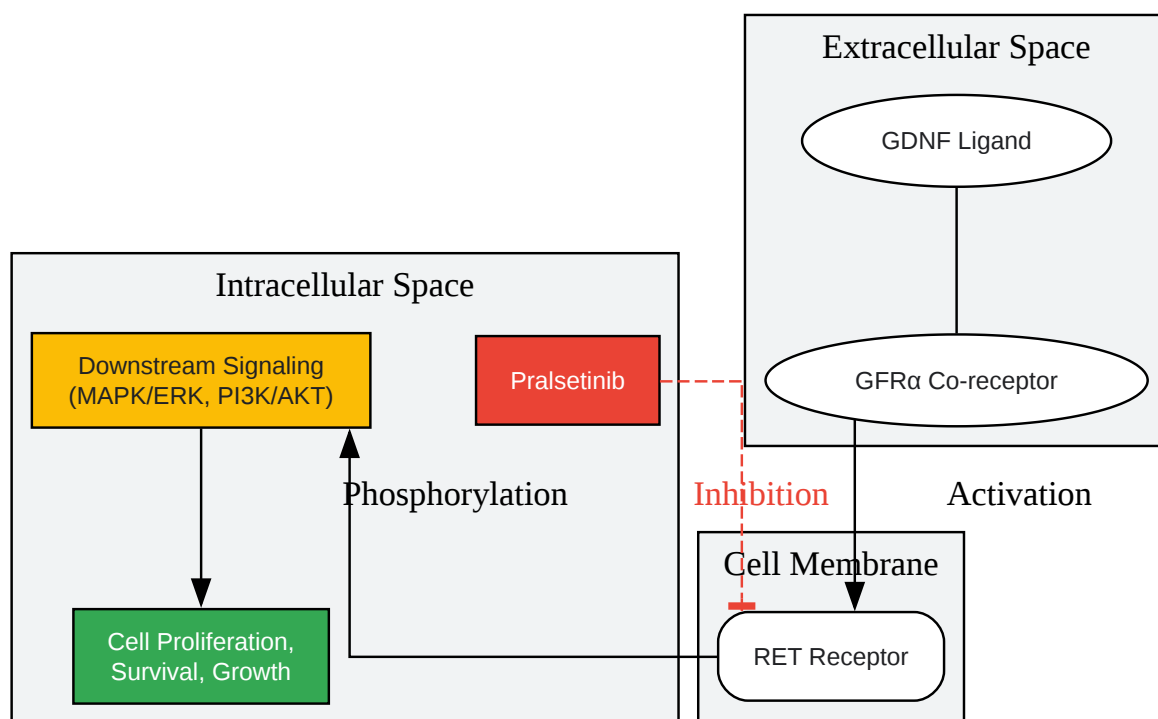 Extracellular Space
GDNF Ligand
Intracellular Space
Downstream Signaling
(MAPK/ERK, PI3K/AKT)
Pralsetinib
GFRα Co-receptor
Phosphorylation
Inhibition
Activation
Cell Membrane
Cell Proliferation,
Survival, Growth
RET Receptor